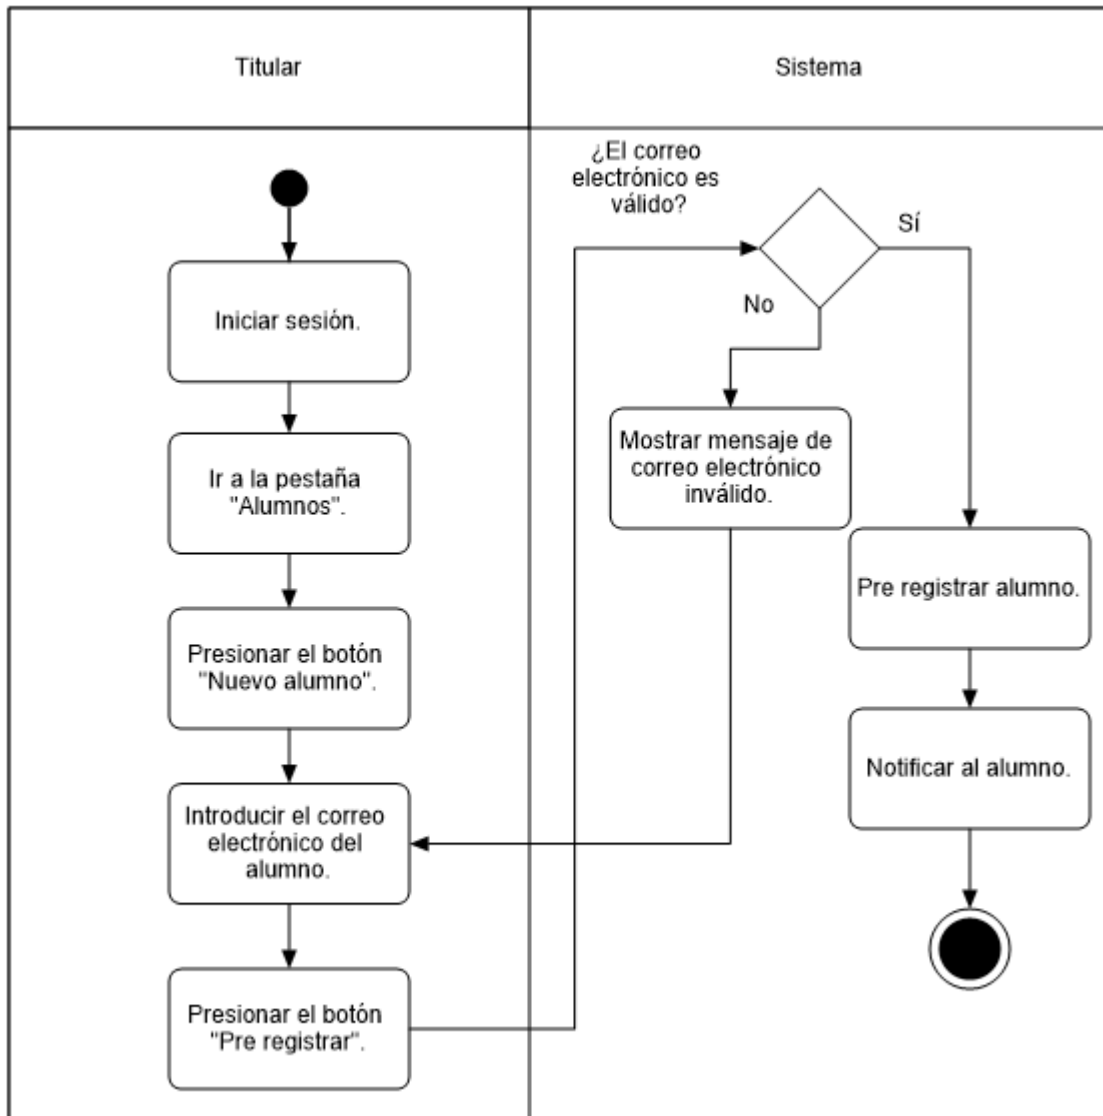 Titular
Sistema
Iniciar sesión.
Ir a la pestaña
"Alumnos".
Presionar el botón
"Nuevo alumno".
Introducir el correo
electrónico del
alumno.
Presionar el botón
"Pre registrar".
¿El correo
electrónico es
válido?
Sí
No
Mostrar mensaje de
correo electrónico
inválido.
Pre registrar alumno.
Notificar al alumno.